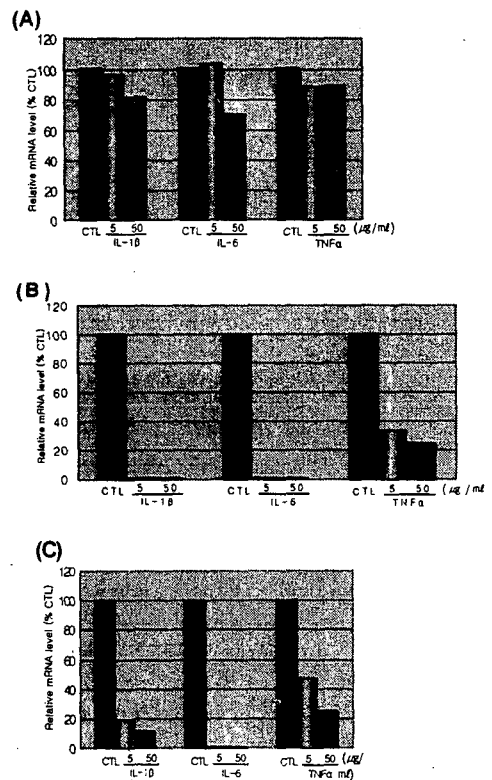 (A)
Relative mRNA level (% CTL)
120
100
80
60
40
20
0
CTL 5 50 CTL 5 50 CTL 5 50 (μg/ml)
IL-1β IL-6 TNFα
(B)
Relative mRNA level (% CTL)
120
100
80
60
40
20
0
CTL 5 50 CTL 5 50 CTL 5 50 (μg/ml)
IL-1β IL-6 TNFα
(C)
Relative mRNA level (% CTL)
120
100
80
60
40
20
0
CTL 5 50 CTL 5 50 CTL 5 50 (μg/
IL-1β IL-6 TNFα ml)